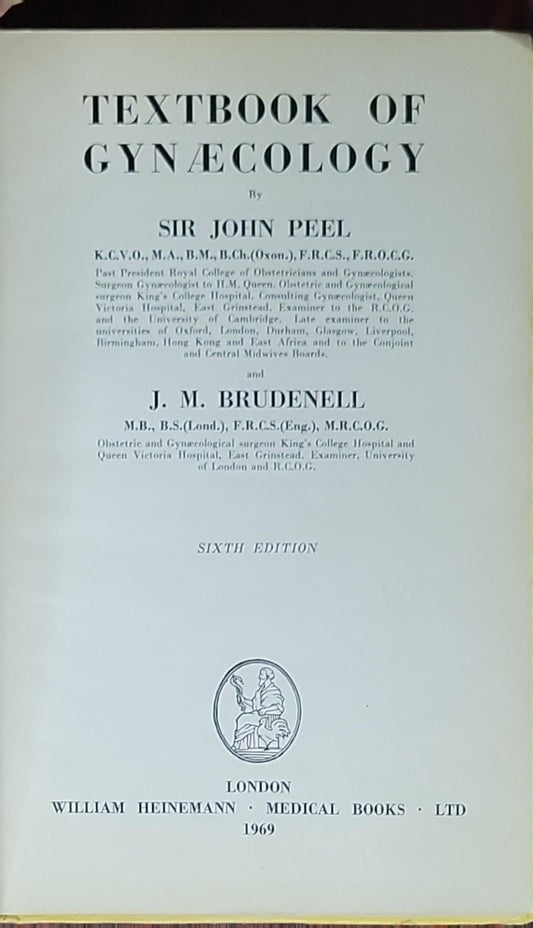 TEXTBOOK OF
GYNÆCOLOGY
By
SIR JOHN PEEL
K.C.V.O., M.A., B.M., B.Ch.(Oxon.), F.R.C.S., F.R.C.O.G.
Past President Royal College of Obstetricians and Gynæcologists.
Surgeon Gynæcologist to H.M. Queen. Obstetric and Gynæcological
surgeon King's College Hospital. Consulting Gynæcologist, Queen
Victoria Hospital, East Grinstead. Examiner to the R.C.O.G.
and the University of Cambridge. Late examiner to the
universities of Oxford, London, Durham, Glasgow, Liverpool,
Birmingham, Hong Kong and East Africa and to the Conjoint
and Central Midwives Boards.
and
J. M. BRUDENELL
M.B., B.S.(Lond.), F.R.C.S.(Eng.), M.R.C.O.G.
Obstetric and Gynæcological surgeon King's College Hospital and
Queen Victoria Hospital, East Grinstead. Examiner, University
of London and R.C.O.G.
SIXTH EDITION
LONDON
WILLIAM HEINEMANN · MEDICAL BOOKS · LTD
1969